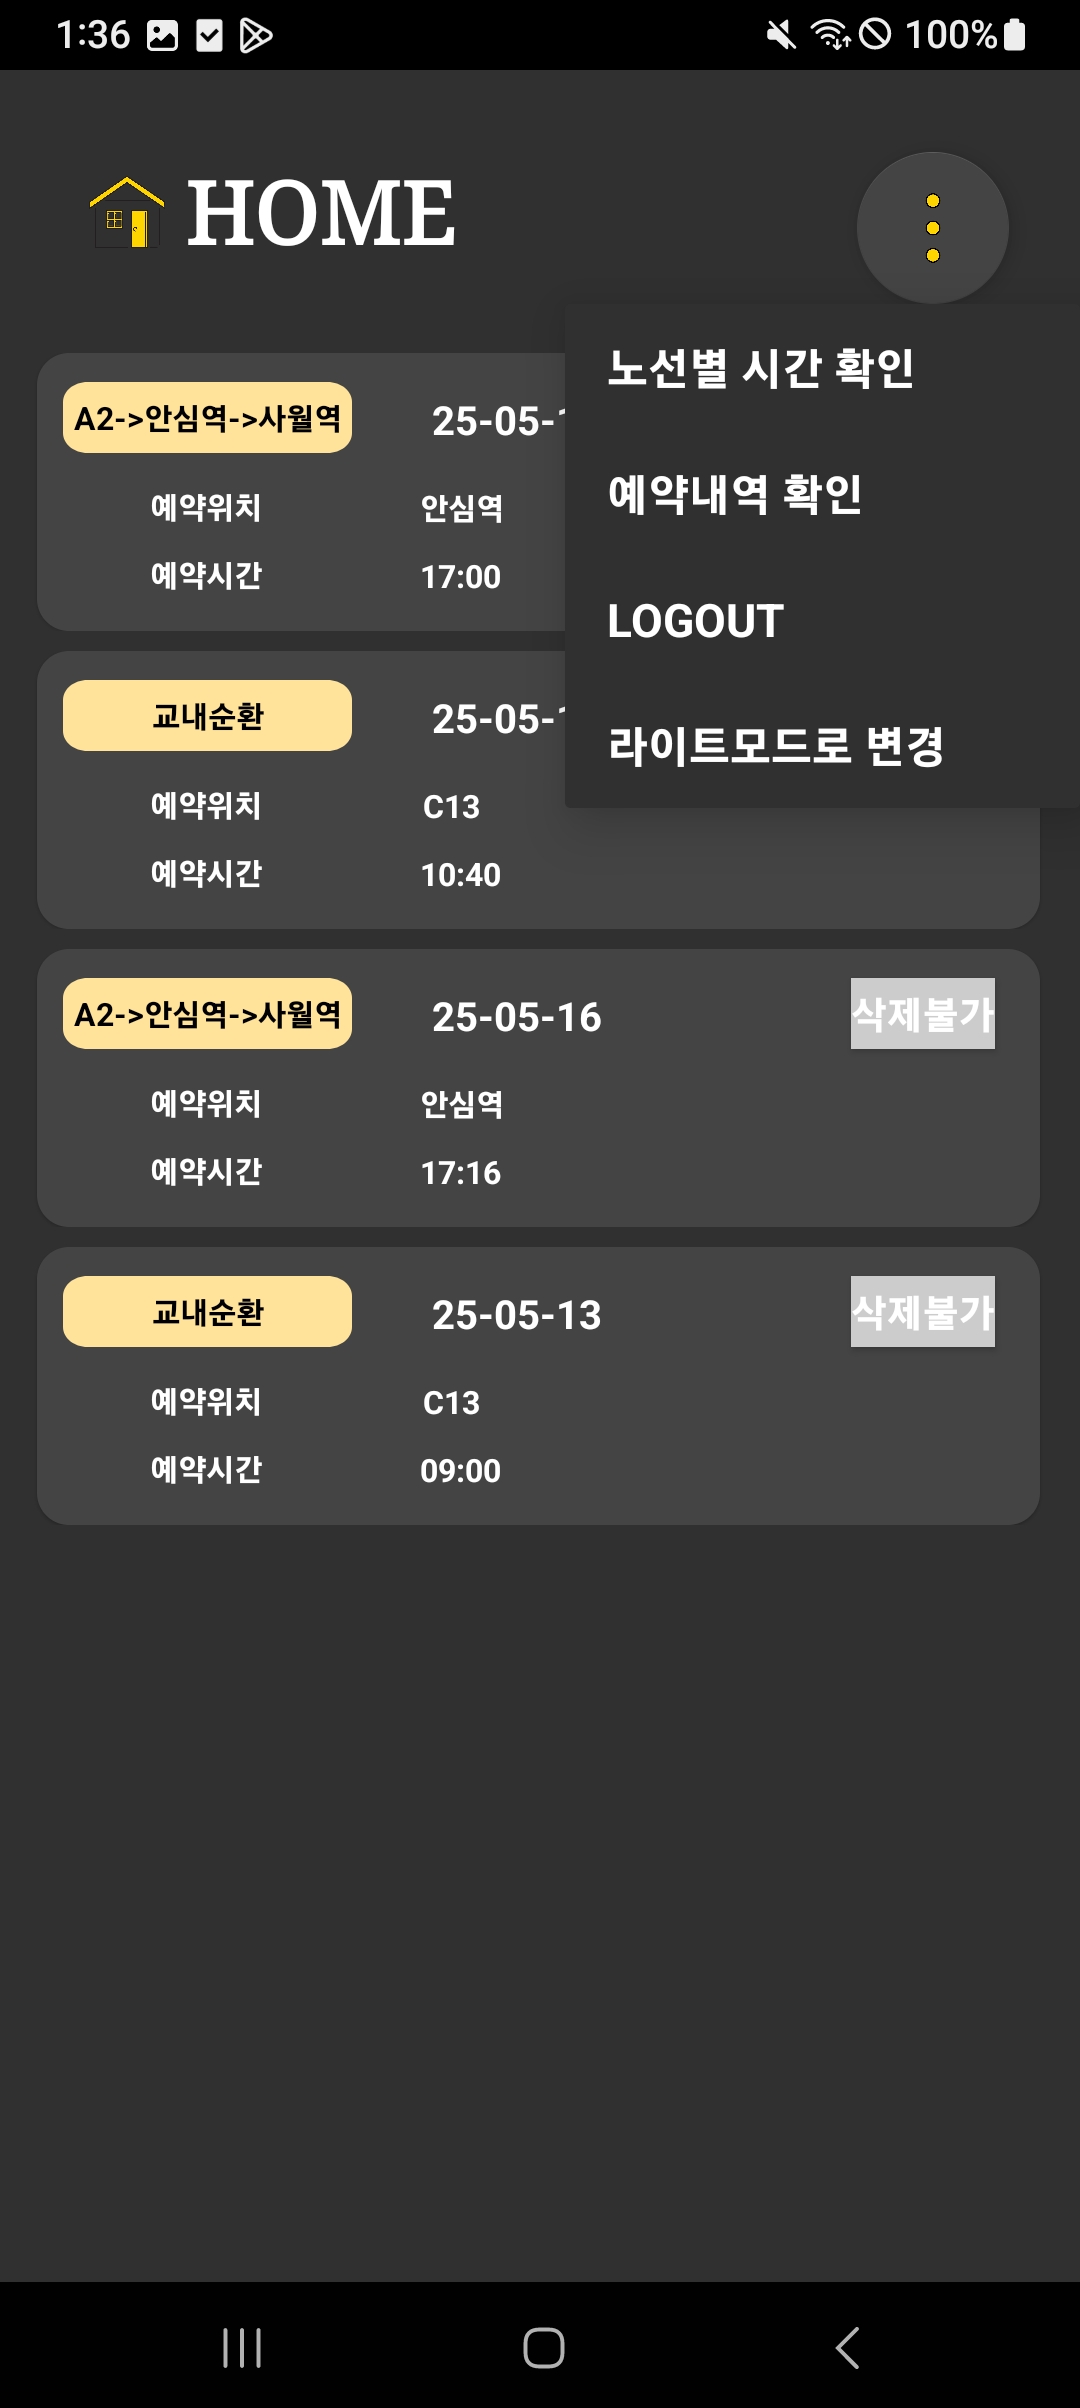 1:36 100%
HOME
노선별 시간 확인
예약내역 확인
LOGOUT
라이트모드로 변경
A2->안심역->사월역 25-05-1
예약위치 안심역
예약시간 17:00
교내순환 25-05-1
예약위치 C13
예약시간 10:40
A2->안심역->사월역 25-05-16 삭제불가
예약위치 안심역
예약시간 17:16
교내순환 25-05-13 삭제불가
예약위치 C13
예약시간 09:00